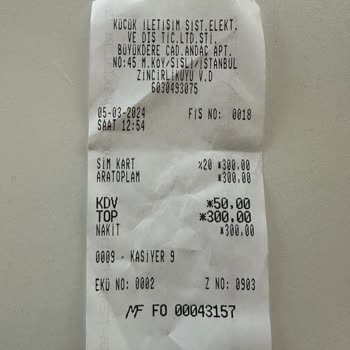 KÜÇÜK İLETİŞİM SİST.ELEKT.
VE DIŞ TİC.LTD.ŞTİ.
BÜYÜKDERE CAD.ANDAÇ APT.
NO:45 M.KÖY/ŞİŞLİ/İSTANBUL
ZİNCİRLİKUYU V.D
6030493075
05-03-2024 FİŞ NO: 0018
SAAT 12:54
SIM KART %20 *300.00
ARATOPLAM *300.00
KDV *50.00
TOP *300.00
NAKİT *300.00
0009 - KASİYER 9
EKÜ NO: 0002 Z NO: 0903
MF FO 00043157